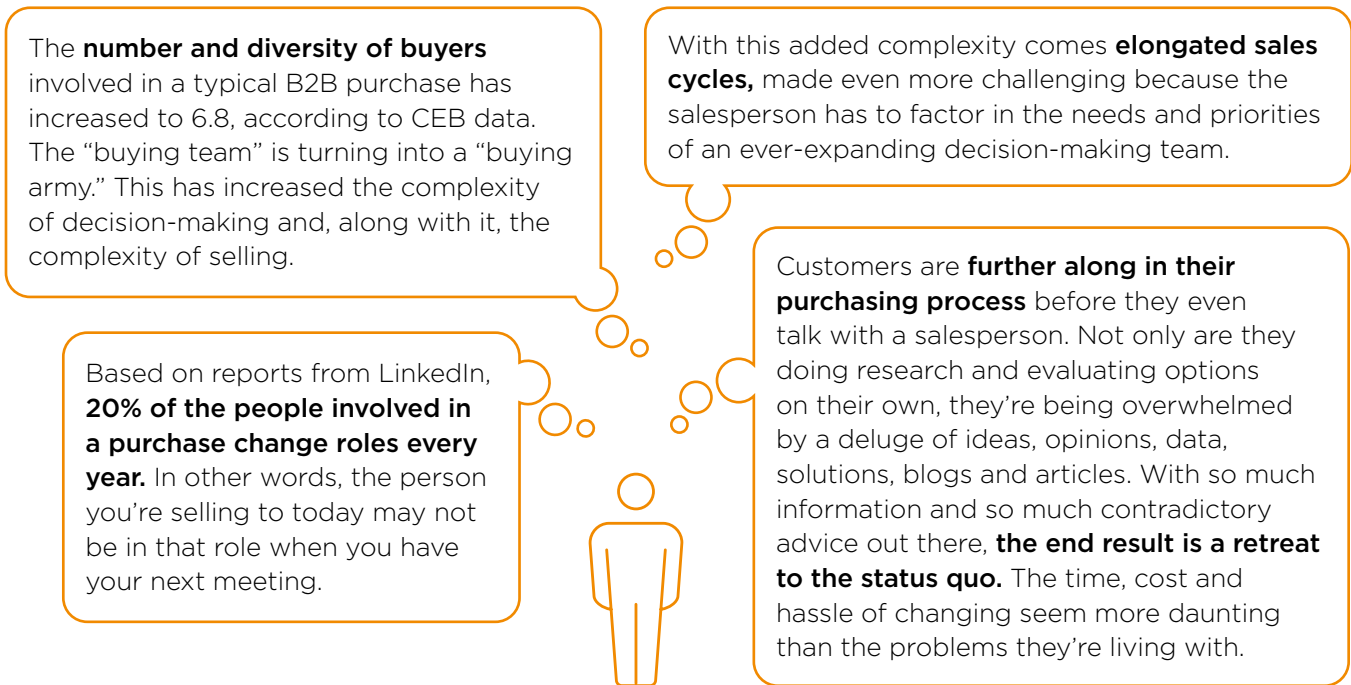 The number and diversity of buyers
involved in a typical B2B purchase has
increased to 6.8, according to CEB data.
The “buying team” is turning into a “buying
army.” This has increased the complexity
of decision-making and, along with it, the
complexity of selling.
With this added complexity comes elongated sales
cycles, made even more challenging because the
salesperson has to factor in the needs and priorities
of an ever-expanding decision-making team.
Based on reports from LinkedIn,
20% of the people involved in
a purchase change roles every
year. In other words, the person
you’re selling to today may not
be in that role when you have
your next meeting.
Customers are further along in their
purchasing process before they even
talk with a salesperson. Not only are they
doing research and evaluating options
on their own, they’re being overwhelmed
by a deluge of ideas, opinions, data,
solutions, blogs and articles. With so much
information and so much contradictory
advice out there, the end result is a retreat
to the status quo. The time, cost and
hassle of changing seem more daunting
than the problems they’re living with.